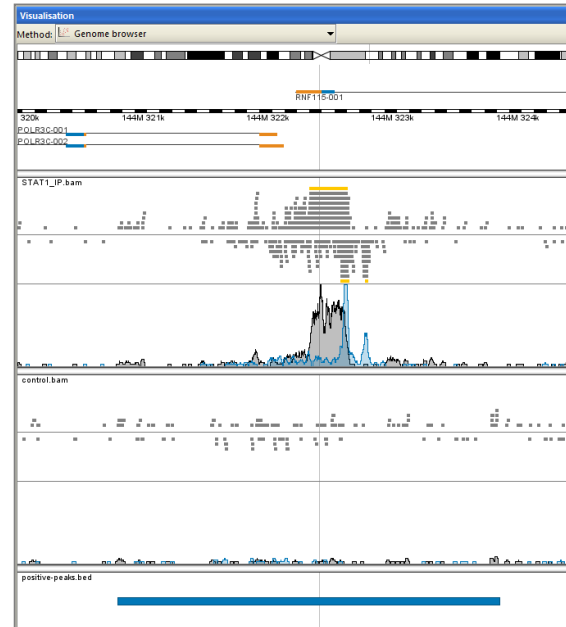 Visualisation
Method: Genome browser
RNF115-001
320k 144M 321k 144M 322k 144M 323k 144M 324k
POLR3C-001
POLR3C-002
STAT1_IP.bam
control.bam
positive-peaks.bed